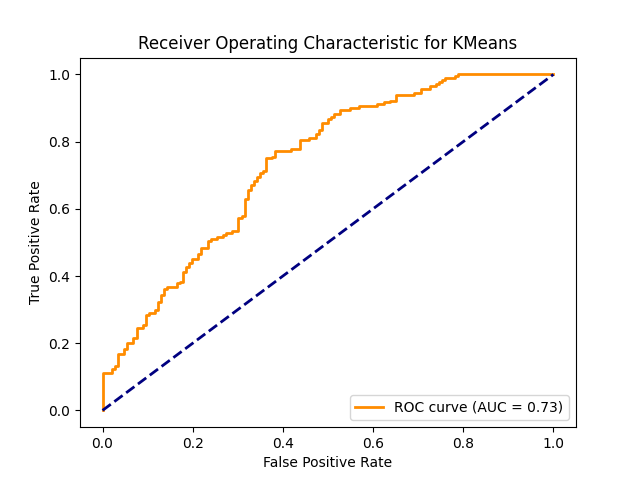 Receiver Operating Characteristic for KMeans
1.0
0.8
0.6
0.4
0.2
0.0
True Positive Rate
ROC curve (AUC = 0.73)
0.0 0.2 0.4 0.6 0.8 1.0
False Positive Rate